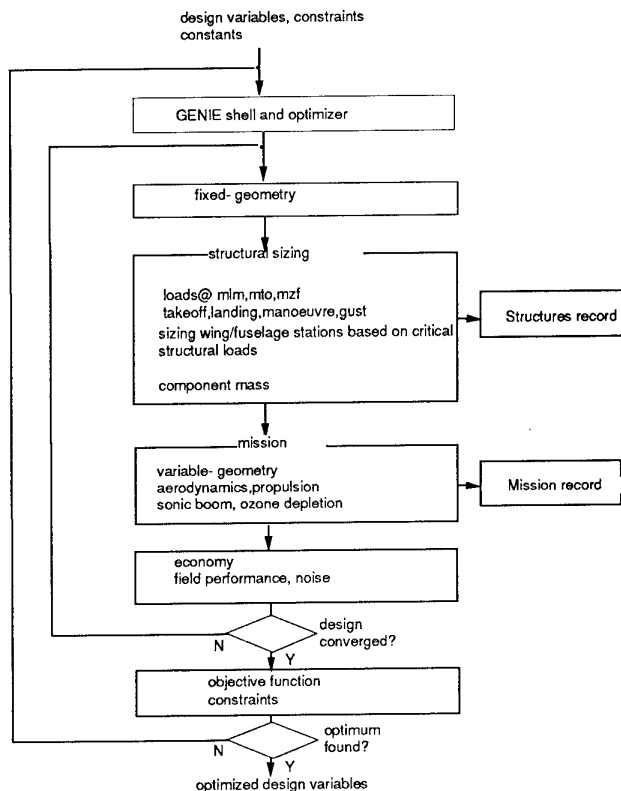 design variables, constraints
constants
GENIE shell and optimizer
fixed- geometry
structural sizing
loads@ mlm,mto,mzf
takeoff,landing,manoeuvre,gust
sizing wing/fuselage stations based on critical
structural loads
component mass
Structures record
mission
variable- geometry
aerodynamics,propulsion
sonic boom, ozone depletion
Mission record
economy
field performance, noise
design
converged?
N
Y
objective function
constraints
optimum
found?
N
Y
optimized design variables